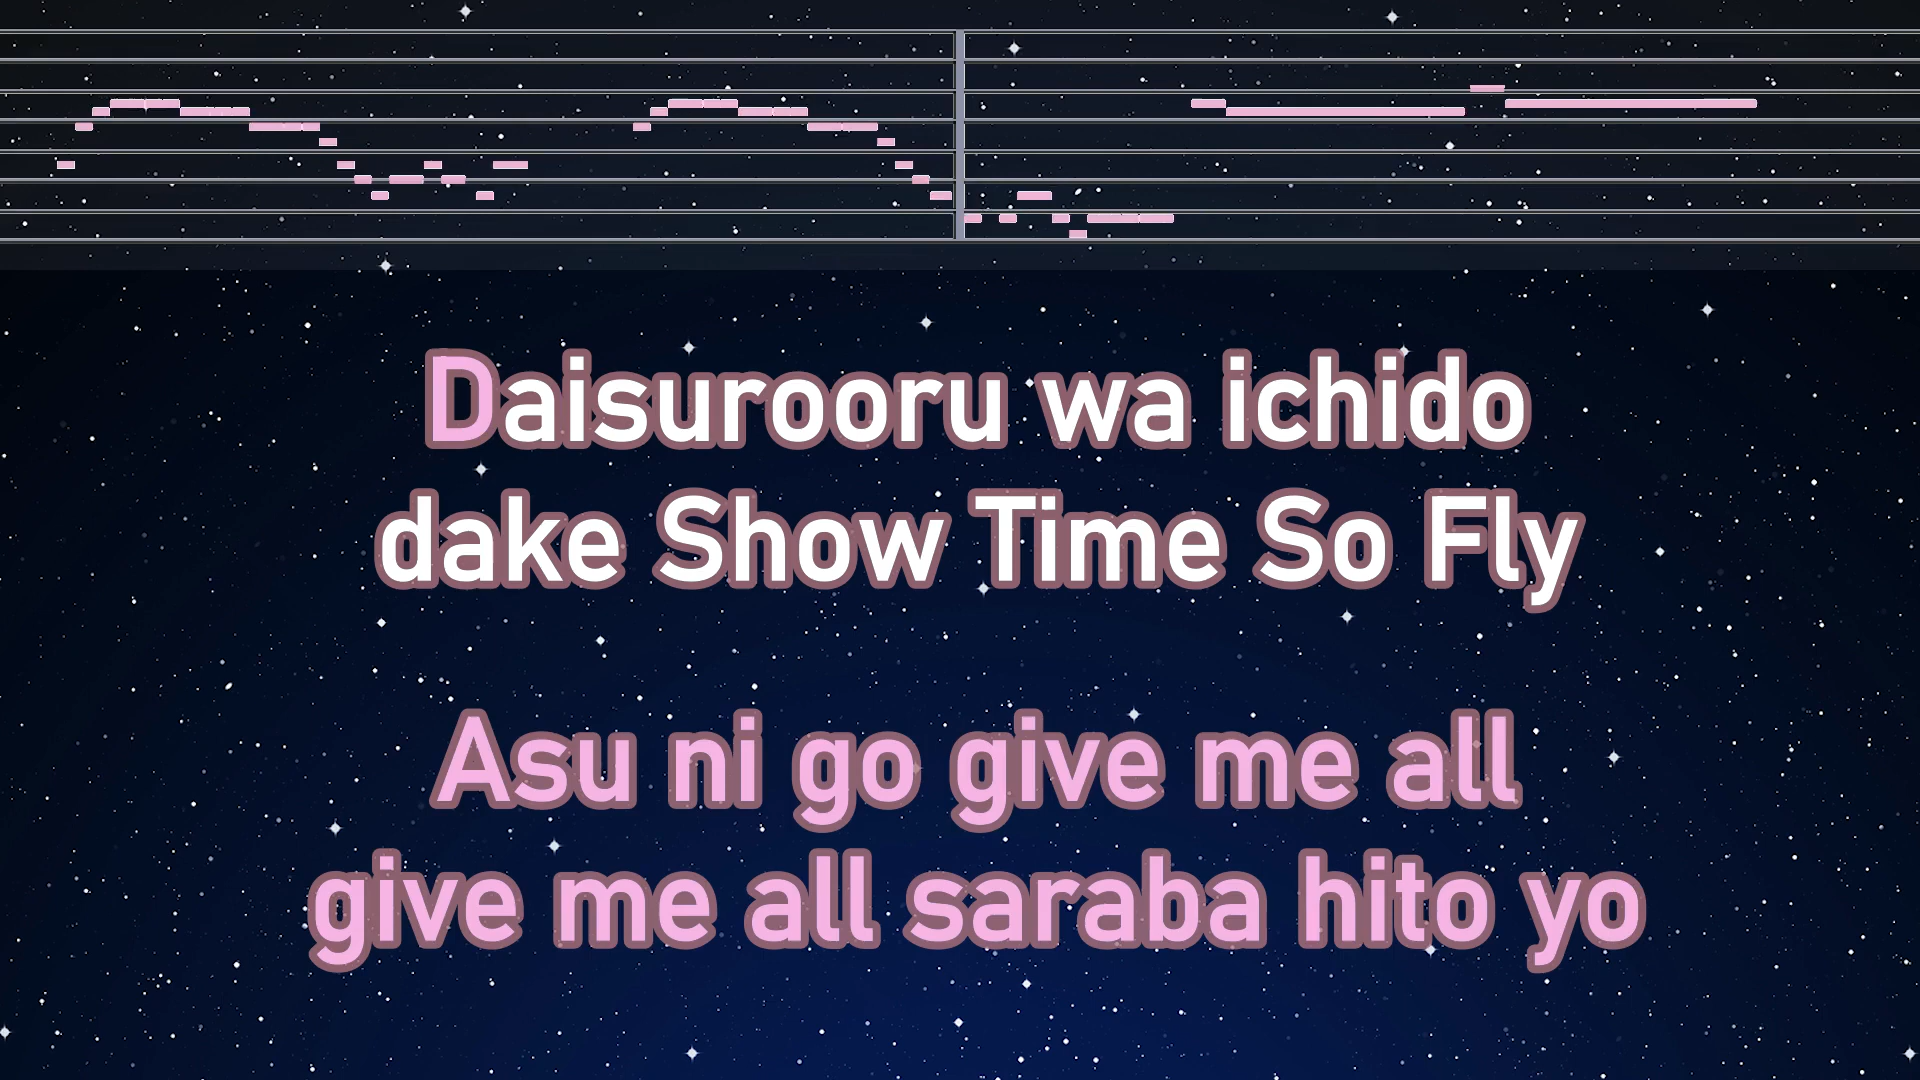 Daisurooru wa ichido
dake Show Time So Fly
Asu ni go give me all
give me all saraba hito yo